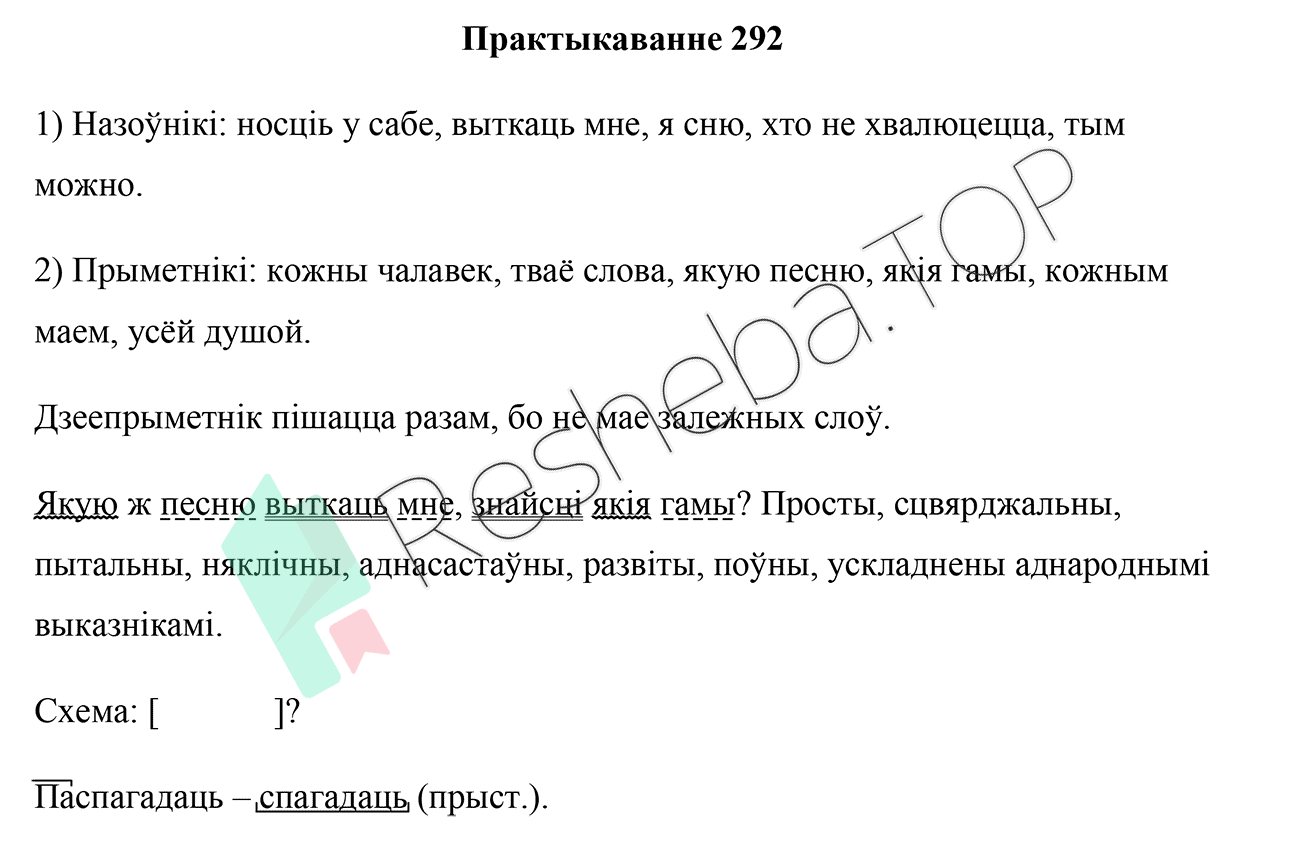 Практыкаванне 292
1) Назоўнікі: носціь у сабе, выткаць мне, я сню, хто не хвалюцецца, тым
можно.
2) Прыметнікі: кожны чалавек, тваё слова, якую песню, якія гамы, кожным
маем, усёй душой.
Дзеепрыметнік пішацца разам, бо не мае залежных слоў.
Якую ж песню выткаць мне, знайсці якія гамы? Просты, сцвярджальны,
пытальны, няклічны, аднасастаўны, развіты, поўны, ускладнены аднароднымі
выказнікамі.
Схема: [ ]?
Паспагадаць – спагадаць (прыст.).
Resheba.TOP